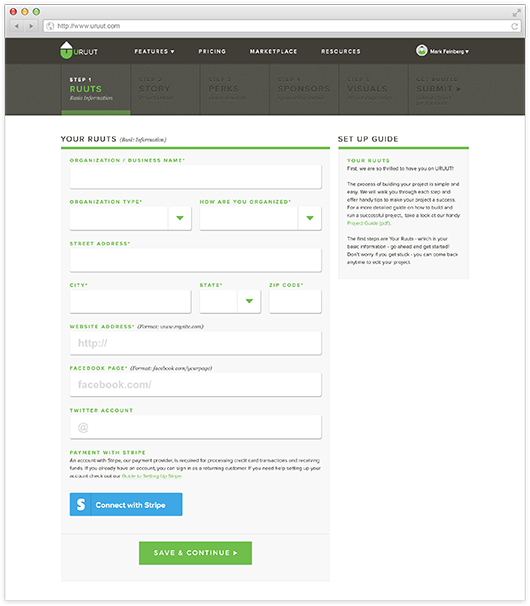 http://www.uruut.com
URUUT
FEATURES ▾
PRICING
MARKETPLACE
RESOURCES
Mark Feinberg ▾
STEP 1
RUUTS
Basic Information
STEP 2
STORY
STEP 3
PERKS
STEP 4
SPONSORS
STEP 5
VISUALS
GET ROOTED
SUBMIT ▸
YOUR RUUTS (Basic Information)
ORGANIZATION / BUSINESS NAME*
ORGANIZATION TYPE*
HOW ARE YOU ORGANIZED*
STREET ADDRESS*
CITY*
STATE*
ZIP CODE*
WEBSITE ADDRESS* (Format: www.mysite.com)
http://
FACEBOOK PAGE* (Format: facebook.com/yourpage)
facebook.com/
TWITTER ACCOUNT
@
PAYMENT WITH STRIPE
An account with Stripe, our payment provider, is required for processing credit card transactions and receiving
funds. If you already have an account, you can sign in as a returning customer. If you need help setting up your
account check out our Guide to Setting Up Stripe.
S Connect with Stripe
SAVE & CONTINUE ▸
SET UP GUIDE
YOUR RUUTS
First, we are so thrilled to have you on URUUT!
The process of building your project is simple and
easy. We will walk you through each step and
offer handy tips to make your project a success.
For a more detailed guide on how to build and
run a successful project, take a look at our handy
Project Guide (pdf).
The first steps are Your Ruuts - which is your
basic information - go ahead and get started!
Don't worry if you get stuck - you can come back
anytime to edit your project.